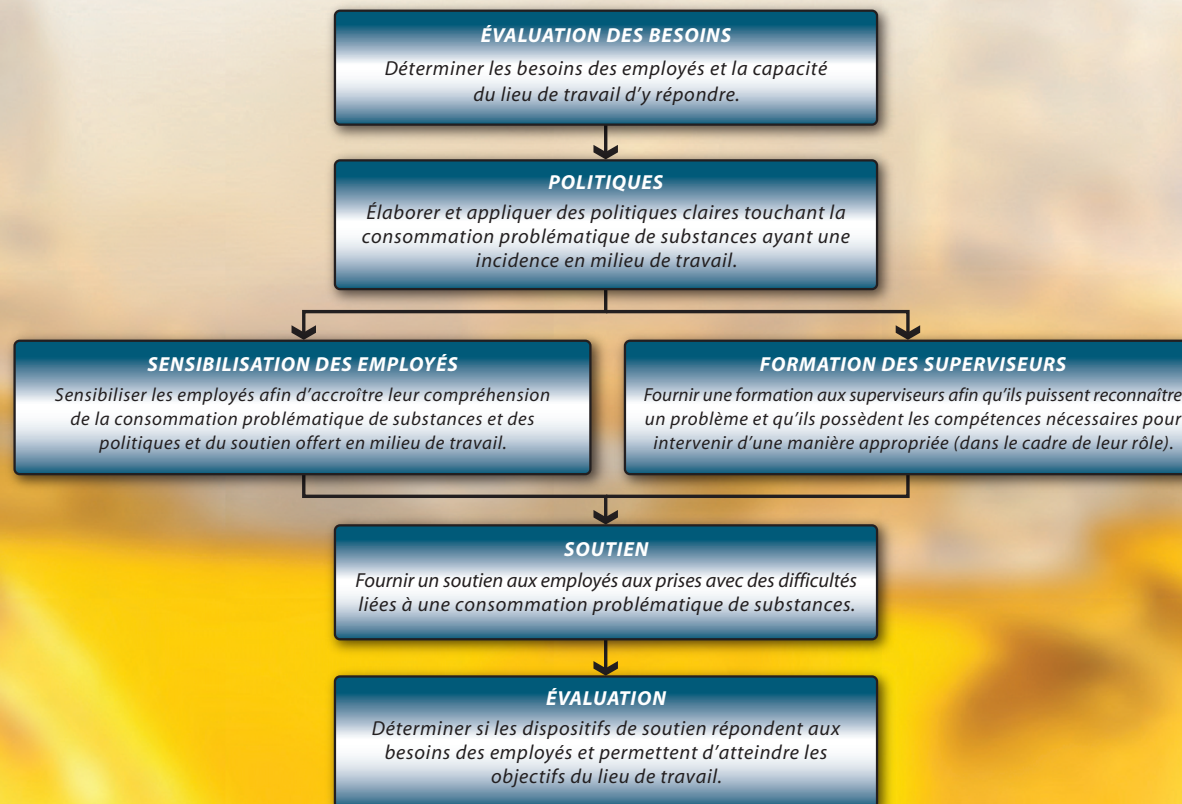 ÉVALUATION DES BESOINS
Déterminer les besoins des employés et la capacité
du lieu de travail d'y répondre.
POLITIQUES
Élaborer et appliquer des politiques claires touchant la
consommation problématique de substances ayant une
incidence en milieu de travail.
SENSIBILISATION DES EMPLOYÉS
Sensibiliser les employés afin d'accroître leur compréhension
de la consommation problématique de substances et des
politiques et du soutien offert en milieu de travail.
FORMATION DES SUPERVISEURS
Fournir une formation aux superviseurs afin qu'ils puissent reconnaître
un problème et qu'ils possèdent les compétences nécessaires pour
intervenir d'une manière appropriée (dans le cadre de leur rôle).
SOUTIEN
Fournir un soutien aux employés aux prises avec des difficultés
liées à une consommation problématique de substances.
ÉVALUATION
Déterminer si les dispositifs de soutien répondent aux
besoins des employés et permettent d'atteindre les
objectifs du lieu de travail.